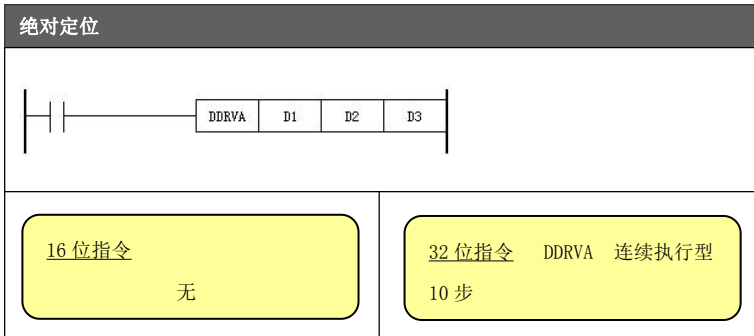 绝对定位
DDRVA D1 D2 D3
16 位指令
无
32 位指令 DDRVA 连续执行型
10 步